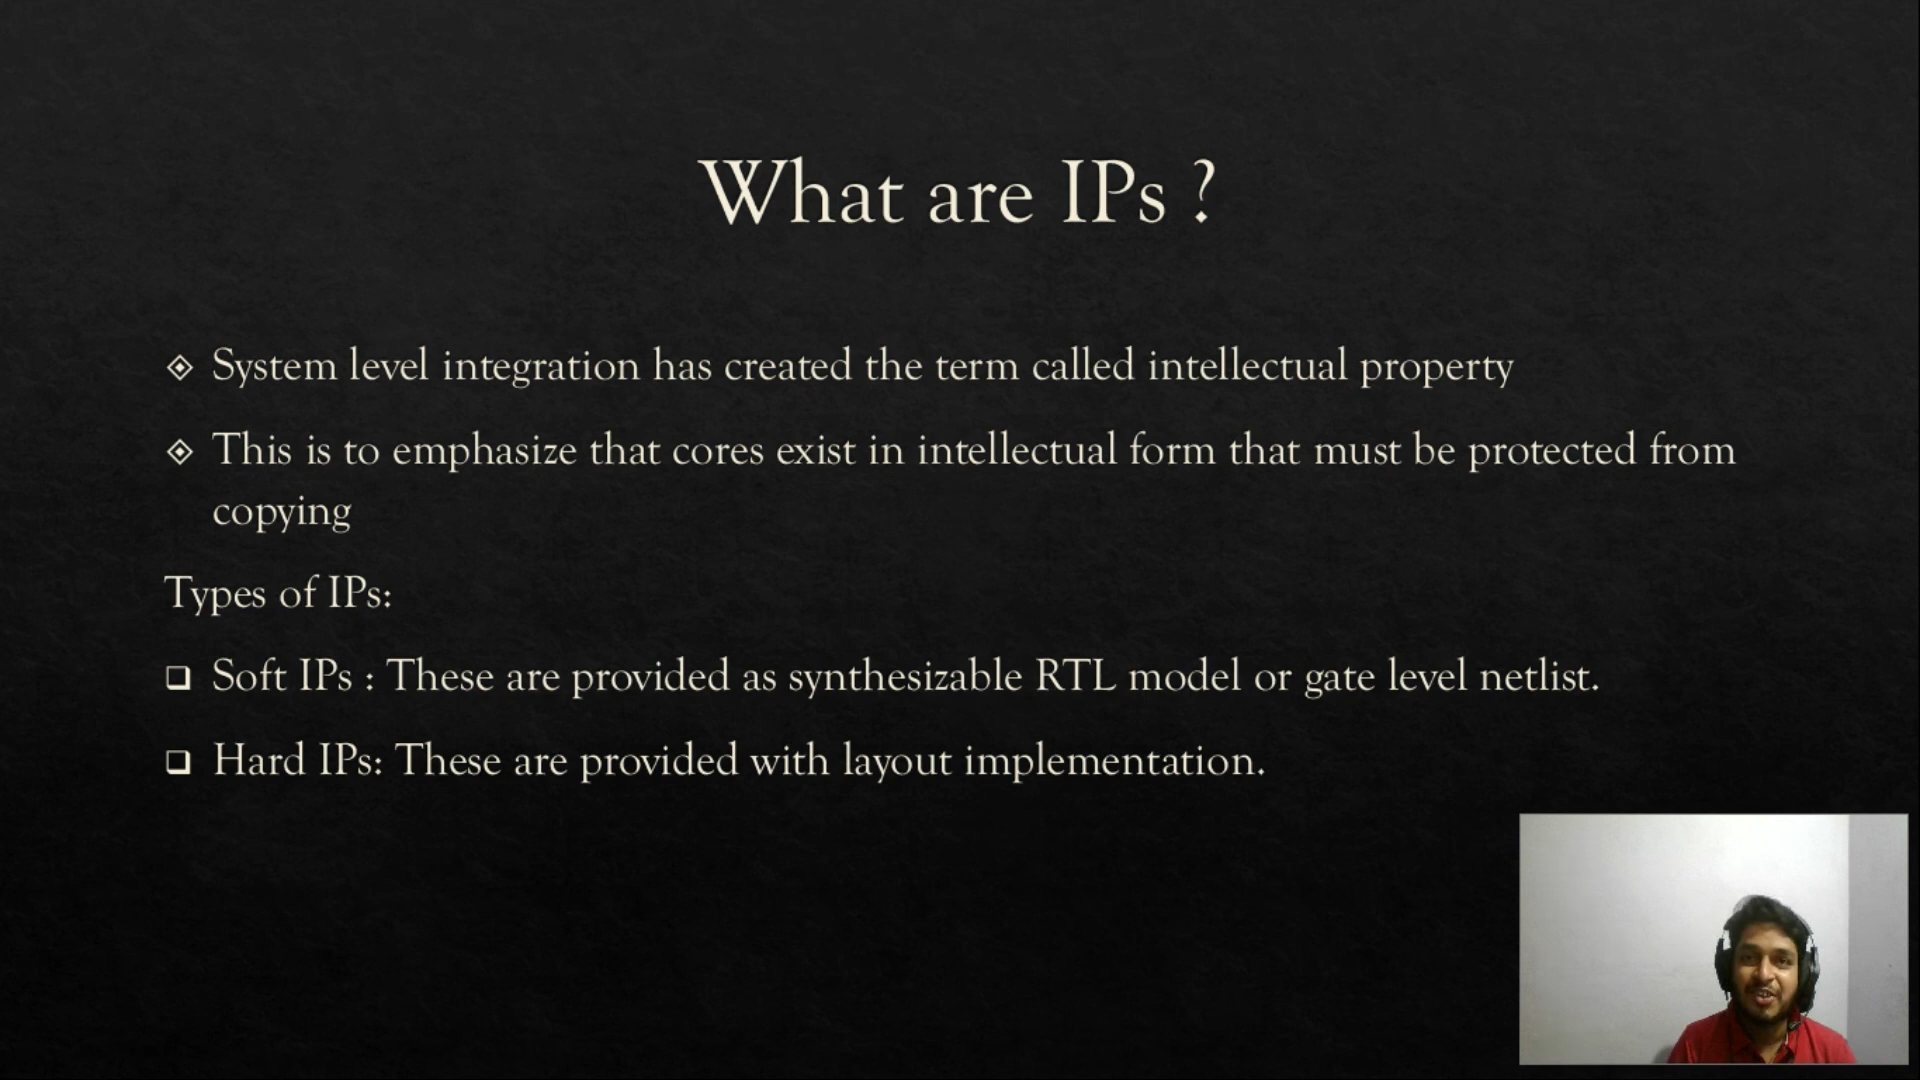 What are IPs ?
System level integration has created the term called intellectual property
This is to emphasize that cores exist in intellectual form that must be protected from
copying
Types of IPs:
Soft IPs : These are provided as synthesizable RTL model or gate level netlist.
Hard IPs: These are provided with layout implementation.